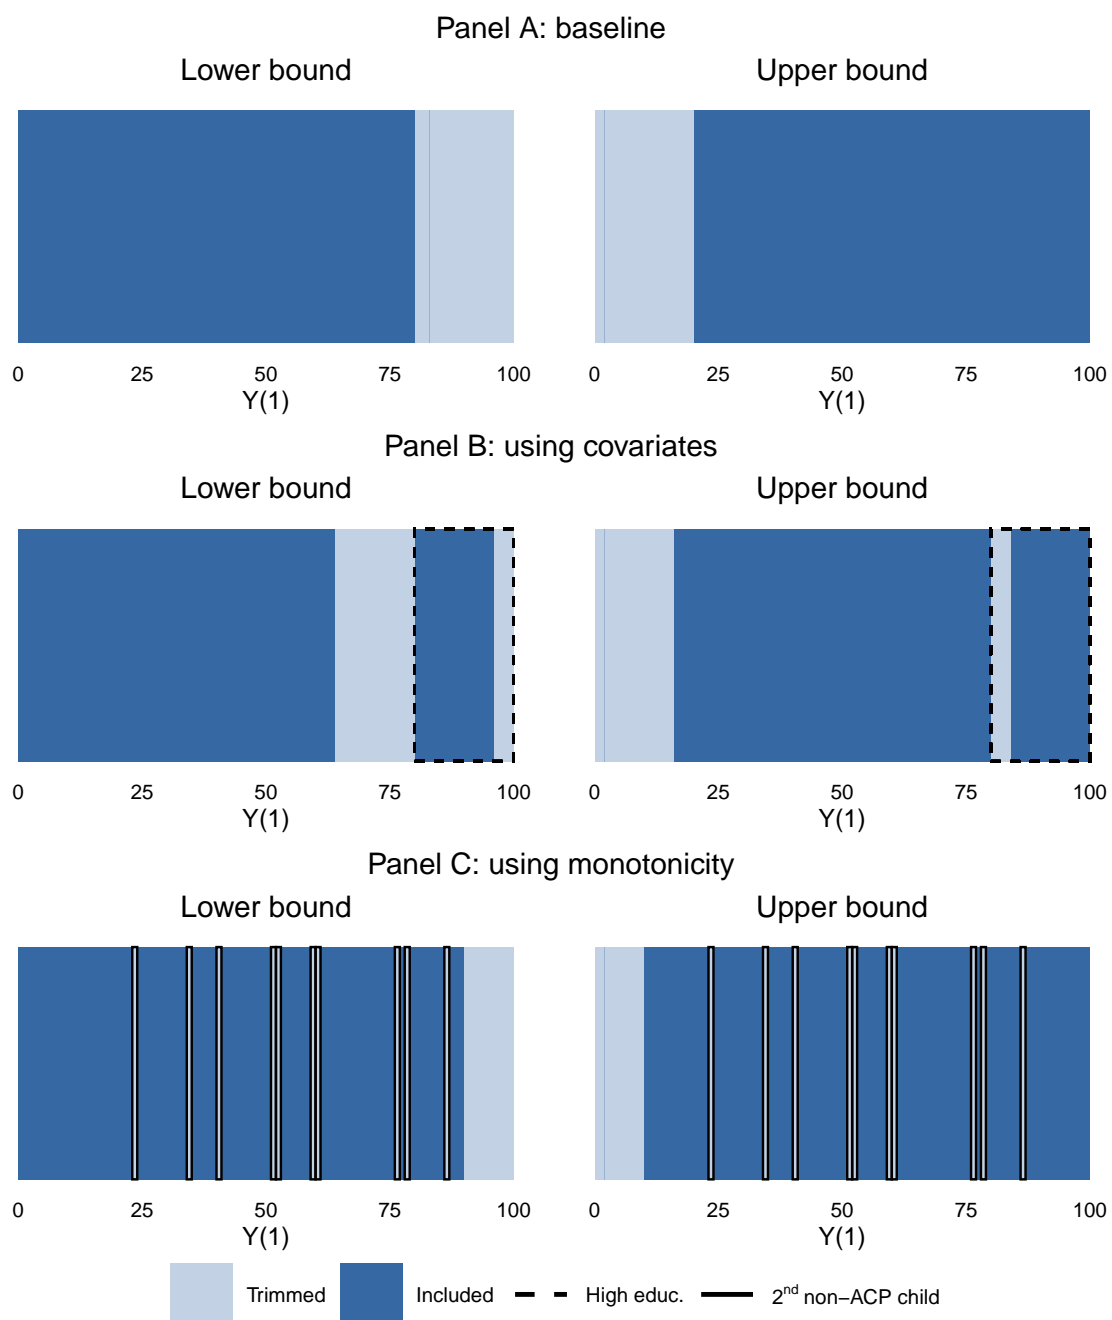 Panel A: baseline
Lower bound Upper bound
0 25 50 75 100 0 25 50 75 100
Y(1) Y(1)
Panel B: using covariates
Lower bound Upper bound
0 25 50 75 100 0 25 50 75 100
Y(1) Y(1)
Panel C: using monotonicity
Lower bound Upper bound
0 25 50 75 100 0 25 50 75 100
Y(1) Y(1)
Trimmed Included High educ. 2nd non−ACP child